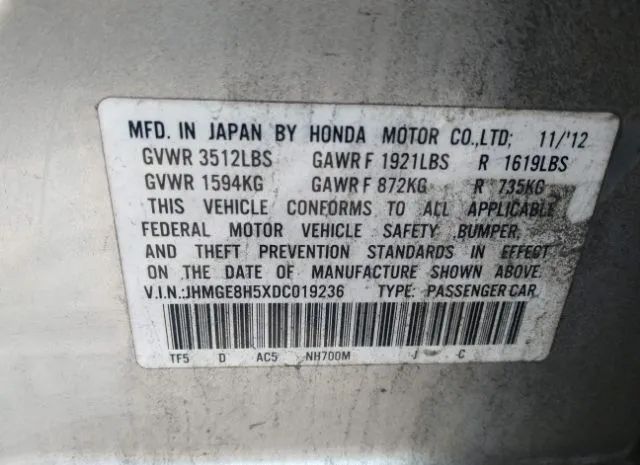 MFD. IN JAPAN BY HONDA MOTOR CO.,LTD; 11/'12
GVWR 3512LBS GAWR F 1921LBS R 1619LBS
GVWR 1594KG GAWR F 872KG R 735KG
THIS VEHICLE CONFORMS TO ALL APPLICABLE
FEDERAL MOTOR VEHICLE SAFETY BUMPER,
AND THEFT PREVENTION STANDARDS IN EFFECT
ON THE DATE OF MANUFACTURE SHOWN ABOVE.
V.I.N.:JHMGE8H5XDC019236 TYPE: PASSENGER CAR
TF5 D AC5 NH700M J C